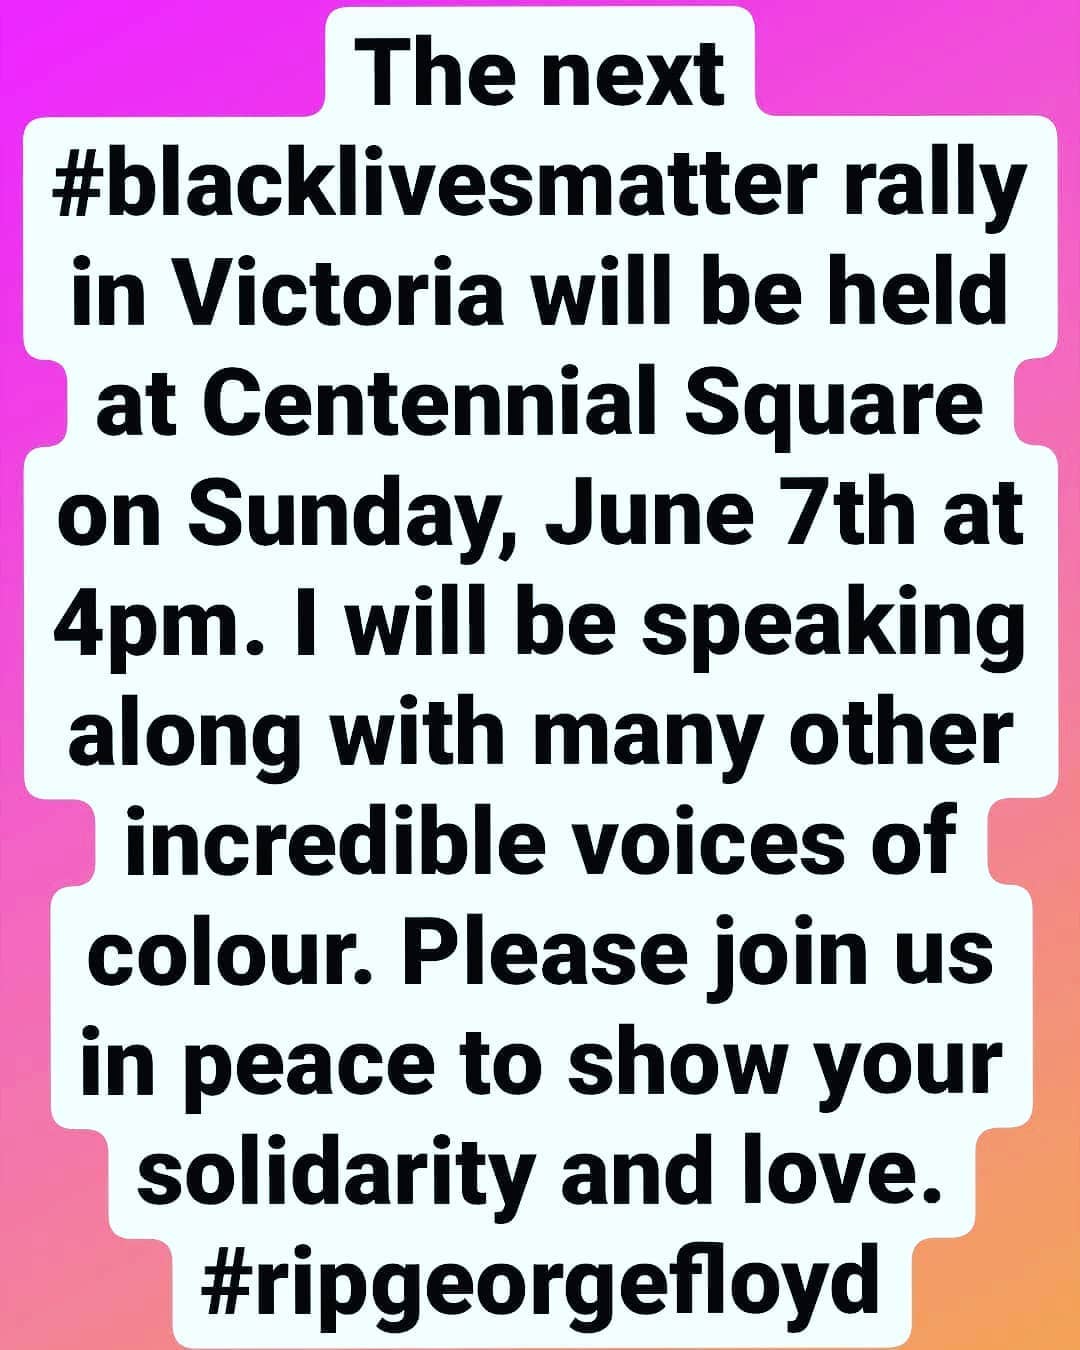 The next
#blacklivesmatter rally
in Victoria will be held
at Centennial Square
on Sunday, June 7th at
4pm. I will be speaking
along with many other
incredible voices of
colour. Please join us
in peace to show your
solidarity and love.
#ripgeorgefloyd